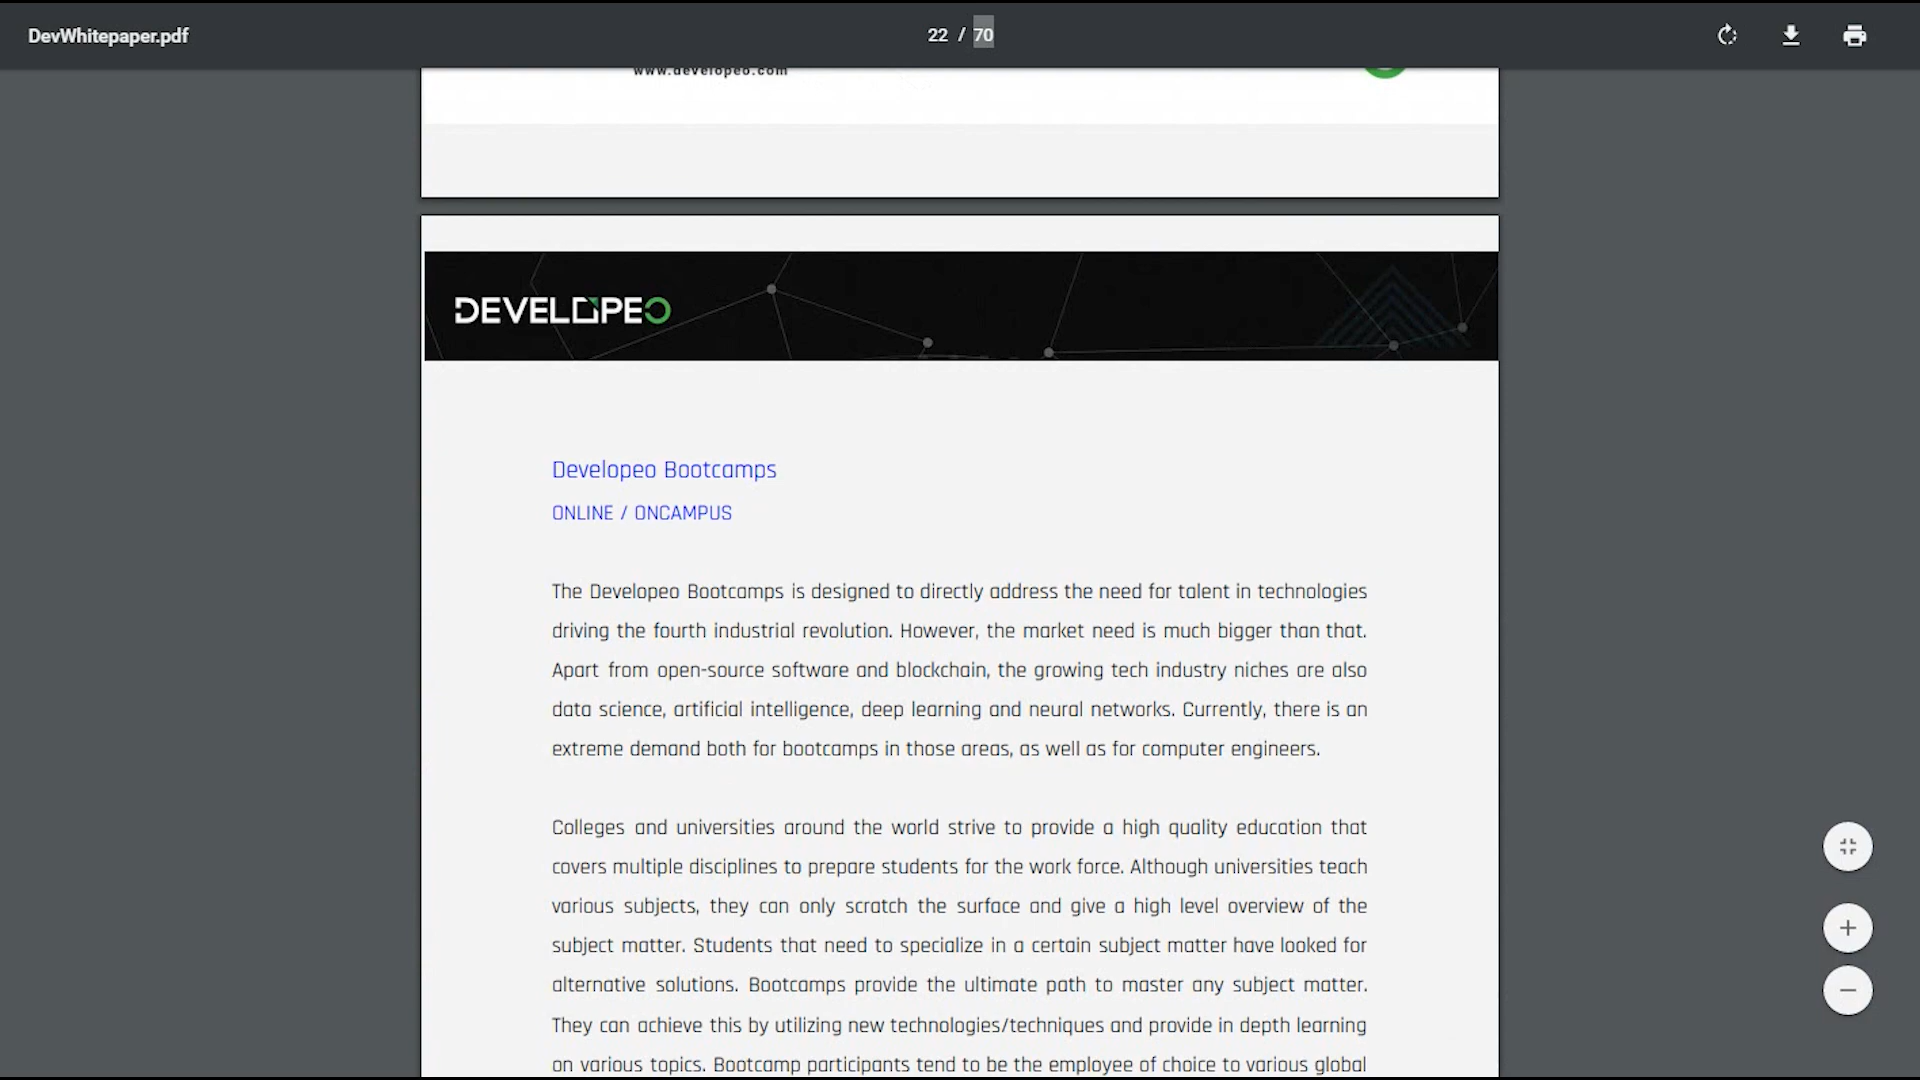 DevWhitepaper.pdf
22 / 70
www.developeo.com
DEVELOPEO
Developeo Bootcamps
ONLINE / ONCAMPUS
The Developeo Bootcamps is designed to directly address the need for talent in technologies
driving the fourth industrial revolution. However, the market need is much bigger than that.
Apart from open-source software and blockchain, the growing tech industry niches are also
data science, artificial intelligence, deep learning and neural networks. Currently, there is an
extreme demand both for bootcamps in those areas, as well as for computer engineers.
Colleges and universities around the world strive to provide a high quality education that
covers multiple disciplines to prepare students for the work force. Although universities teach
various subjects, they can only scratch the surface and give a high level overview of the
subject matter. Students that need to specialize in a certain subject matter have looked for
alternative solutions. Bootcamps provide the ultimate path to master any subject matter.
They can achieve this by utilizing new technologies/techniques and provide in depth learning
on various topics. Bootcamp participants tend to be the employee of choice to various global